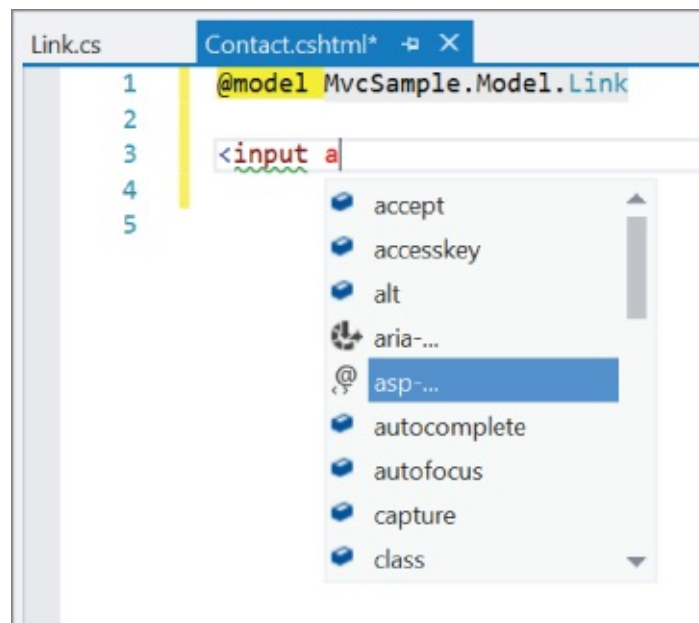 Link.cs Contact.cshtml*
1 @model MvcSample.Model.Link
2
3 <input a
4
5
accept
accesskey
alt
aria-...
asp-...
autocomplete
autofocus
capture
class